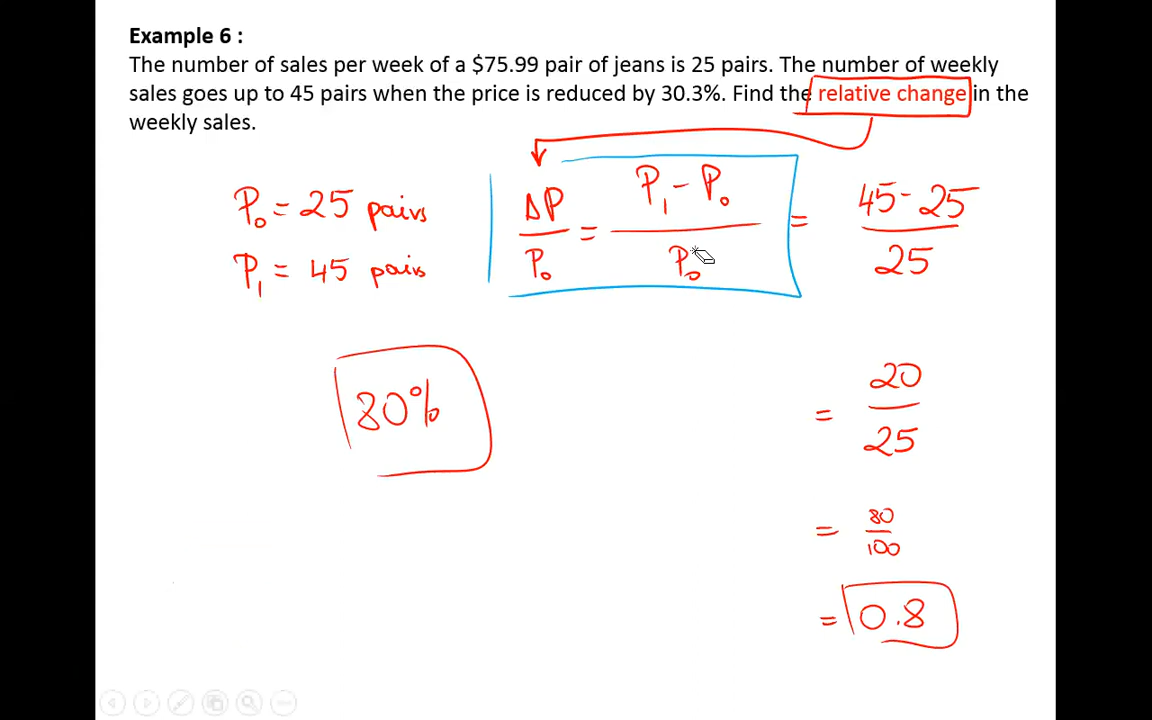 Example 6 :
The number of sales per week of a $75.99 pair of jeans is 25 pairs. The number of weekly
sales goes up to 45 pairs when the price is reduced by 30.3%. Find the relative change in the
weekly sales.
P₀ = 25 pairs
P₁ = 45 pairs
ΔP/P₀ = (P₁ - P₀)/P₀ = (45 - 25)/25
= 20/25
= 80/100
= 0.8
80%